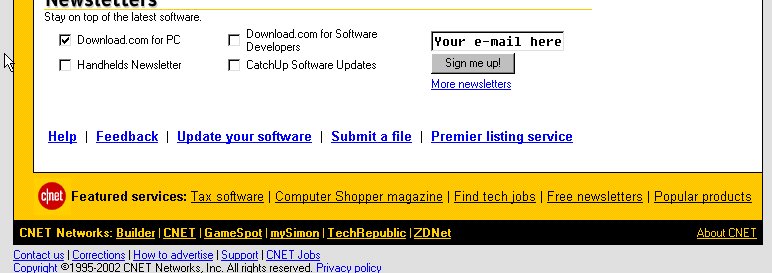 Newsletters
Stay on top of the latest software.
Download.com for PC
Download.com for Software
Developers
Your e-mail here
Handhelds Newsletter
CatchUp Software Updates
Sign me up!
More newsletters
Help | Feedback | Update your software | Submit a file | Premier listing service
c|net Featured services: Tax software | Computer Shopper magazine | Find tech jobs | Free newsletters | Popular products
CNET Networks: Builder | CNET | GameSpot | mySimon | TechRepublic | ZDNet About CNET
Contact us | Corrections | How to advertise | Support | CNET Jobs
Copyright ©1995-2002 CNET Networks, Inc. All rights reserved. Privacy policy